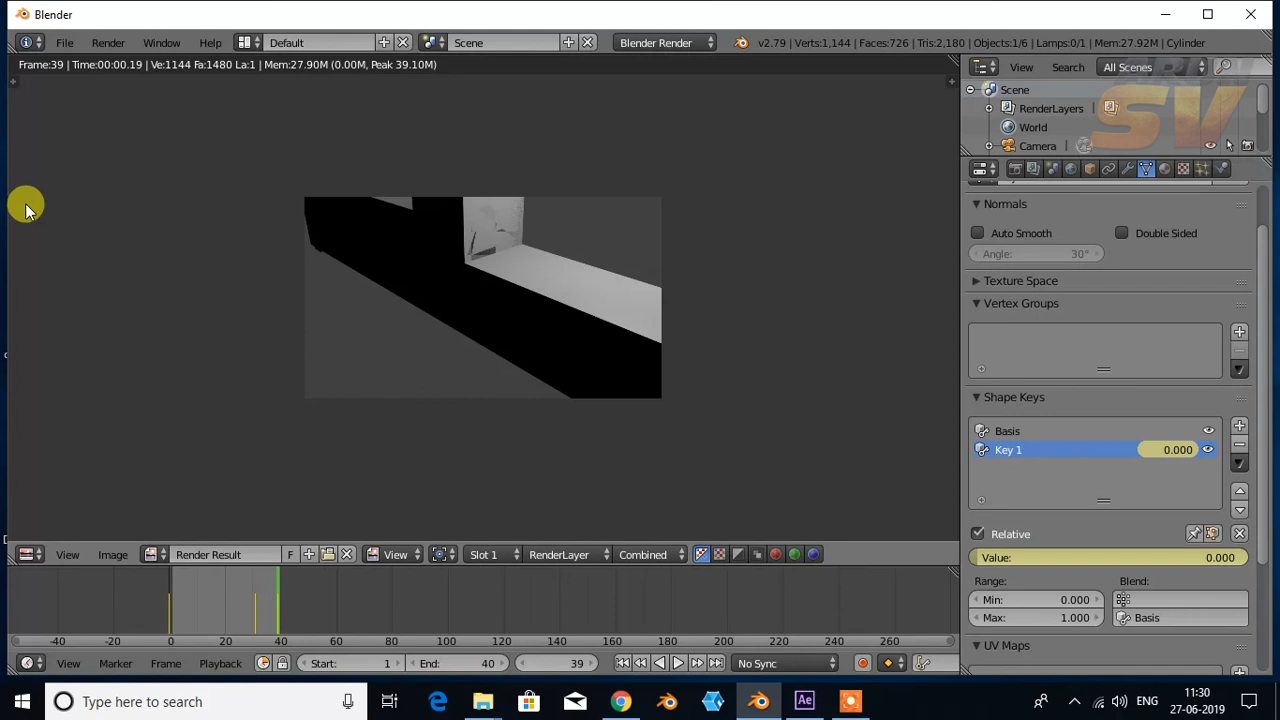 Blender
File Render Window Help Default Scene Blender Render v2.79 | Verts:1,144 | Faces:726 | Tris:2,180 | Objects:1/6 | Lamps:0/1 | Mem:27.92M | Cylinder
Frame:39 | Time:00:00.19 | Ve:1144 Fa:1480 La:1 | Mem:27.90M (0.00M, Peak 39.10M)
View Search All Scenes
Scene
RenderLayers
SV
World
Camera
Normals
Auto Smooth Double Sided
Angle: 30°
Texture Space
Vertex Groups
Shape Keys
Basis
Key 1 0.000
Relative
Value: 0.000
Range: Blend:
Min: 0.000
Max: 1.000 Basis
UV Maps
View Image Render Result F View Slot 1 RenderLayer Combined
-40 -20 0 20 40 60 80 100 120 140 160 180 200 220 240 260
View Marker Frame Playback Start: 1 End: 40 39 No Sync
Type here to search
Ae
ENG
11:30
27-06-2019